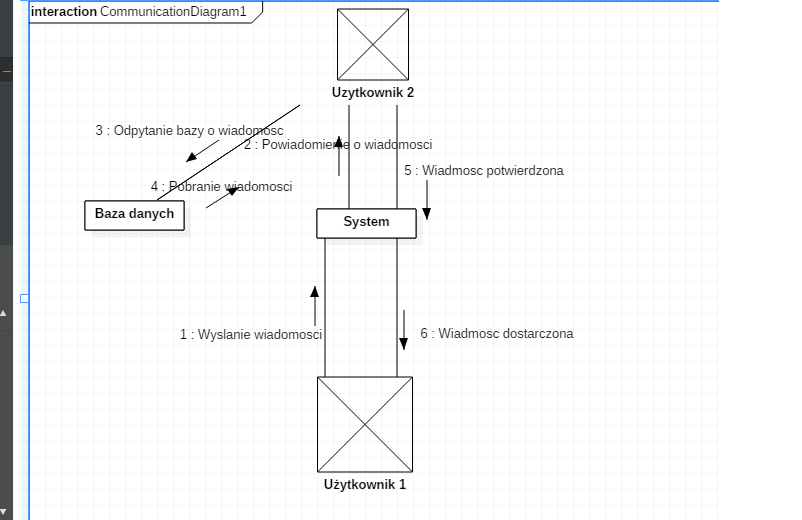 interaction CommunicationDiagram1
Uzytkownik 2
3 : Odpytanie bazy o wiadomosc
2 : Powiadomienie o wiadomosci
5 : Wiadmosc potwierdzona
4 : Pobranie wiadomosci
Baza danych
System
1 : Wyslanie wiadomosci
6 : Wiadmosc dostarczona
Użytkownik 1